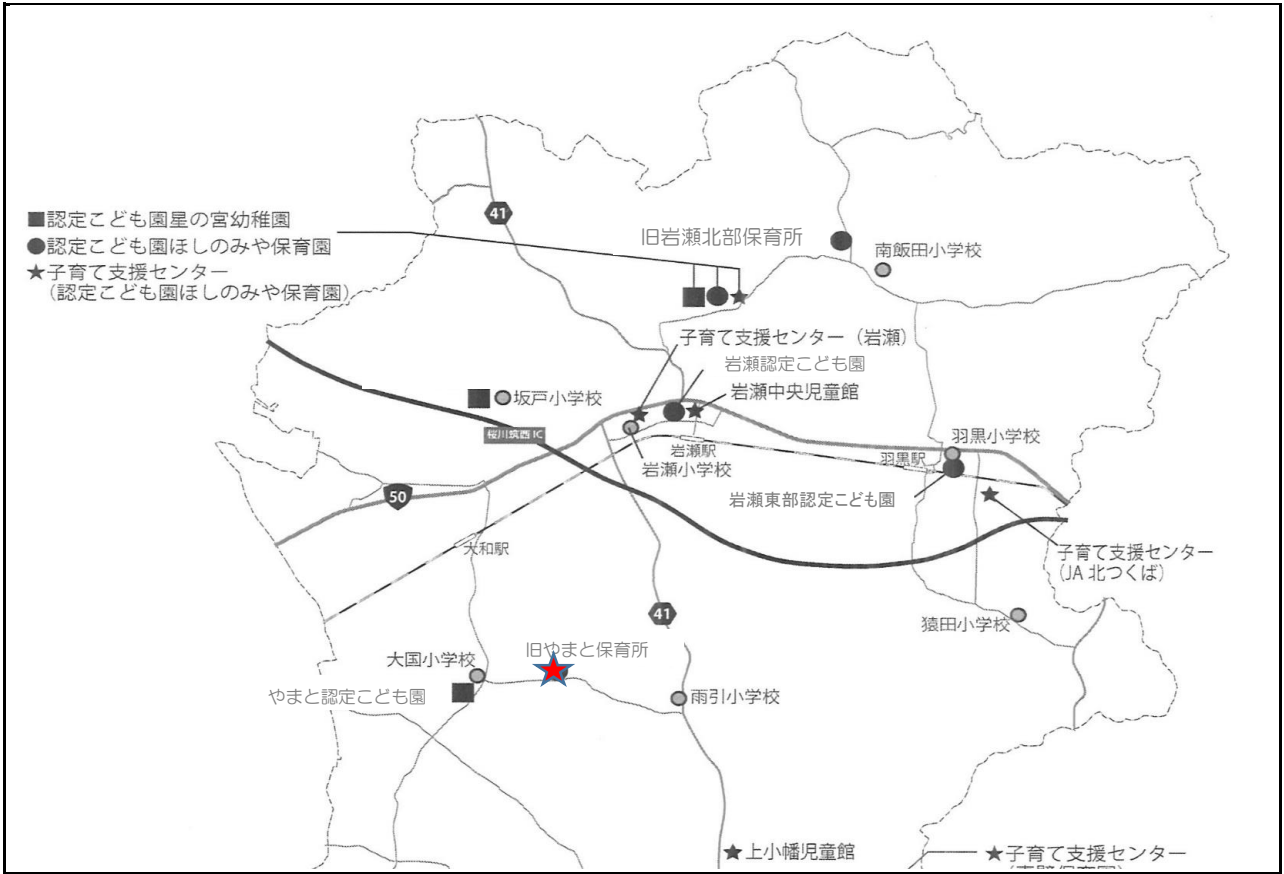 41
■認定こども園星の宮幼稚園
●認定こども園ほしのみや保育園
★子育て支援センター
(認定こども園ほしのみや保育園)
旧岩瀬北部保育所
南飯田小学校
子育て支援センター(岩瀬)
岩瀬認定こども園
岩瀬中央児童館
坂戸小学校
桜川筑西IC
岩瀬駅
岩瀬小学校
羽黒小学校
羽黒駅
50
岩瀬東部認定こども園
大和駅
子育て支援センター
(JA北つくば)
41
猿田小学校
旧やまと保育所
大国小学校
やまと認定こども園
雨引小学校
★上小幡児童館
★子育て支援センター